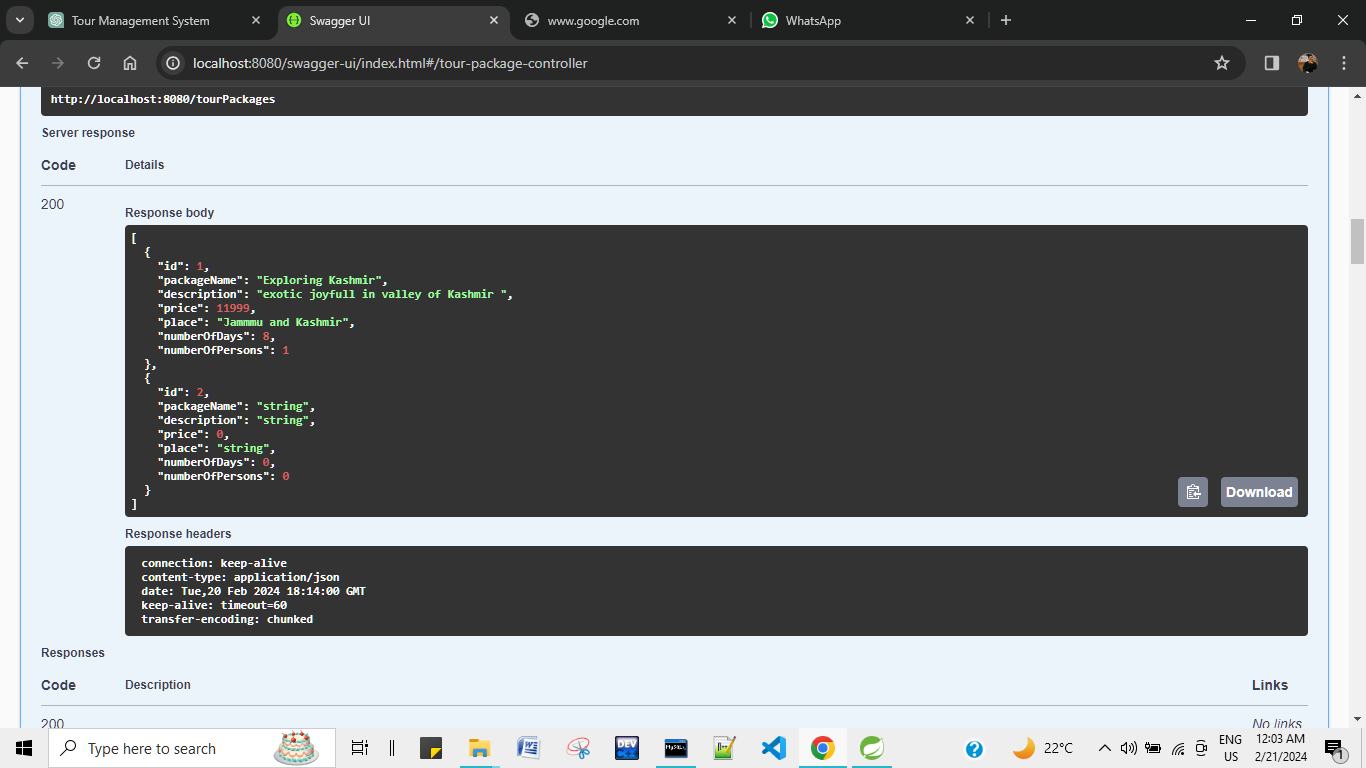 Tour Management System
Swagger UI
www.google.com
WhatsApp
localhost:8080/swagger-ui/index.html#/tour-package-controller
http://localhost:8080/tourPackages
Server response
Code Details
200
Response body
[
  {
    "id": 1,
    "packageName": "Exploring Kashmir",
    "description": "exotic joyfull in valley of Kashmir ",
    "price": 11999,
    "place": "Jammmu and Kashmir",
    "numberOfDays": 8,
    "numberOfPersons": 1
  },
  {
    "id": 2,
    "packageName": "string",
    "description": "string",
    "price": 0,
    "place": "string",
    "numberOfDays": 0,
    "numberOfPersons": 0
  }
]
Download
Response headers
connection: keep-alive
content-type: application/json
date: Tue,20 Feb 2024 18:14:00 GMT
keep-alive: timeout=60
transfer-encoding: chunked
Responses
Code Description Links
200 No links
Type here to search
DEV
C++
MySQL
22°C
ENG
US
12:03 AM
2/21/2024
1